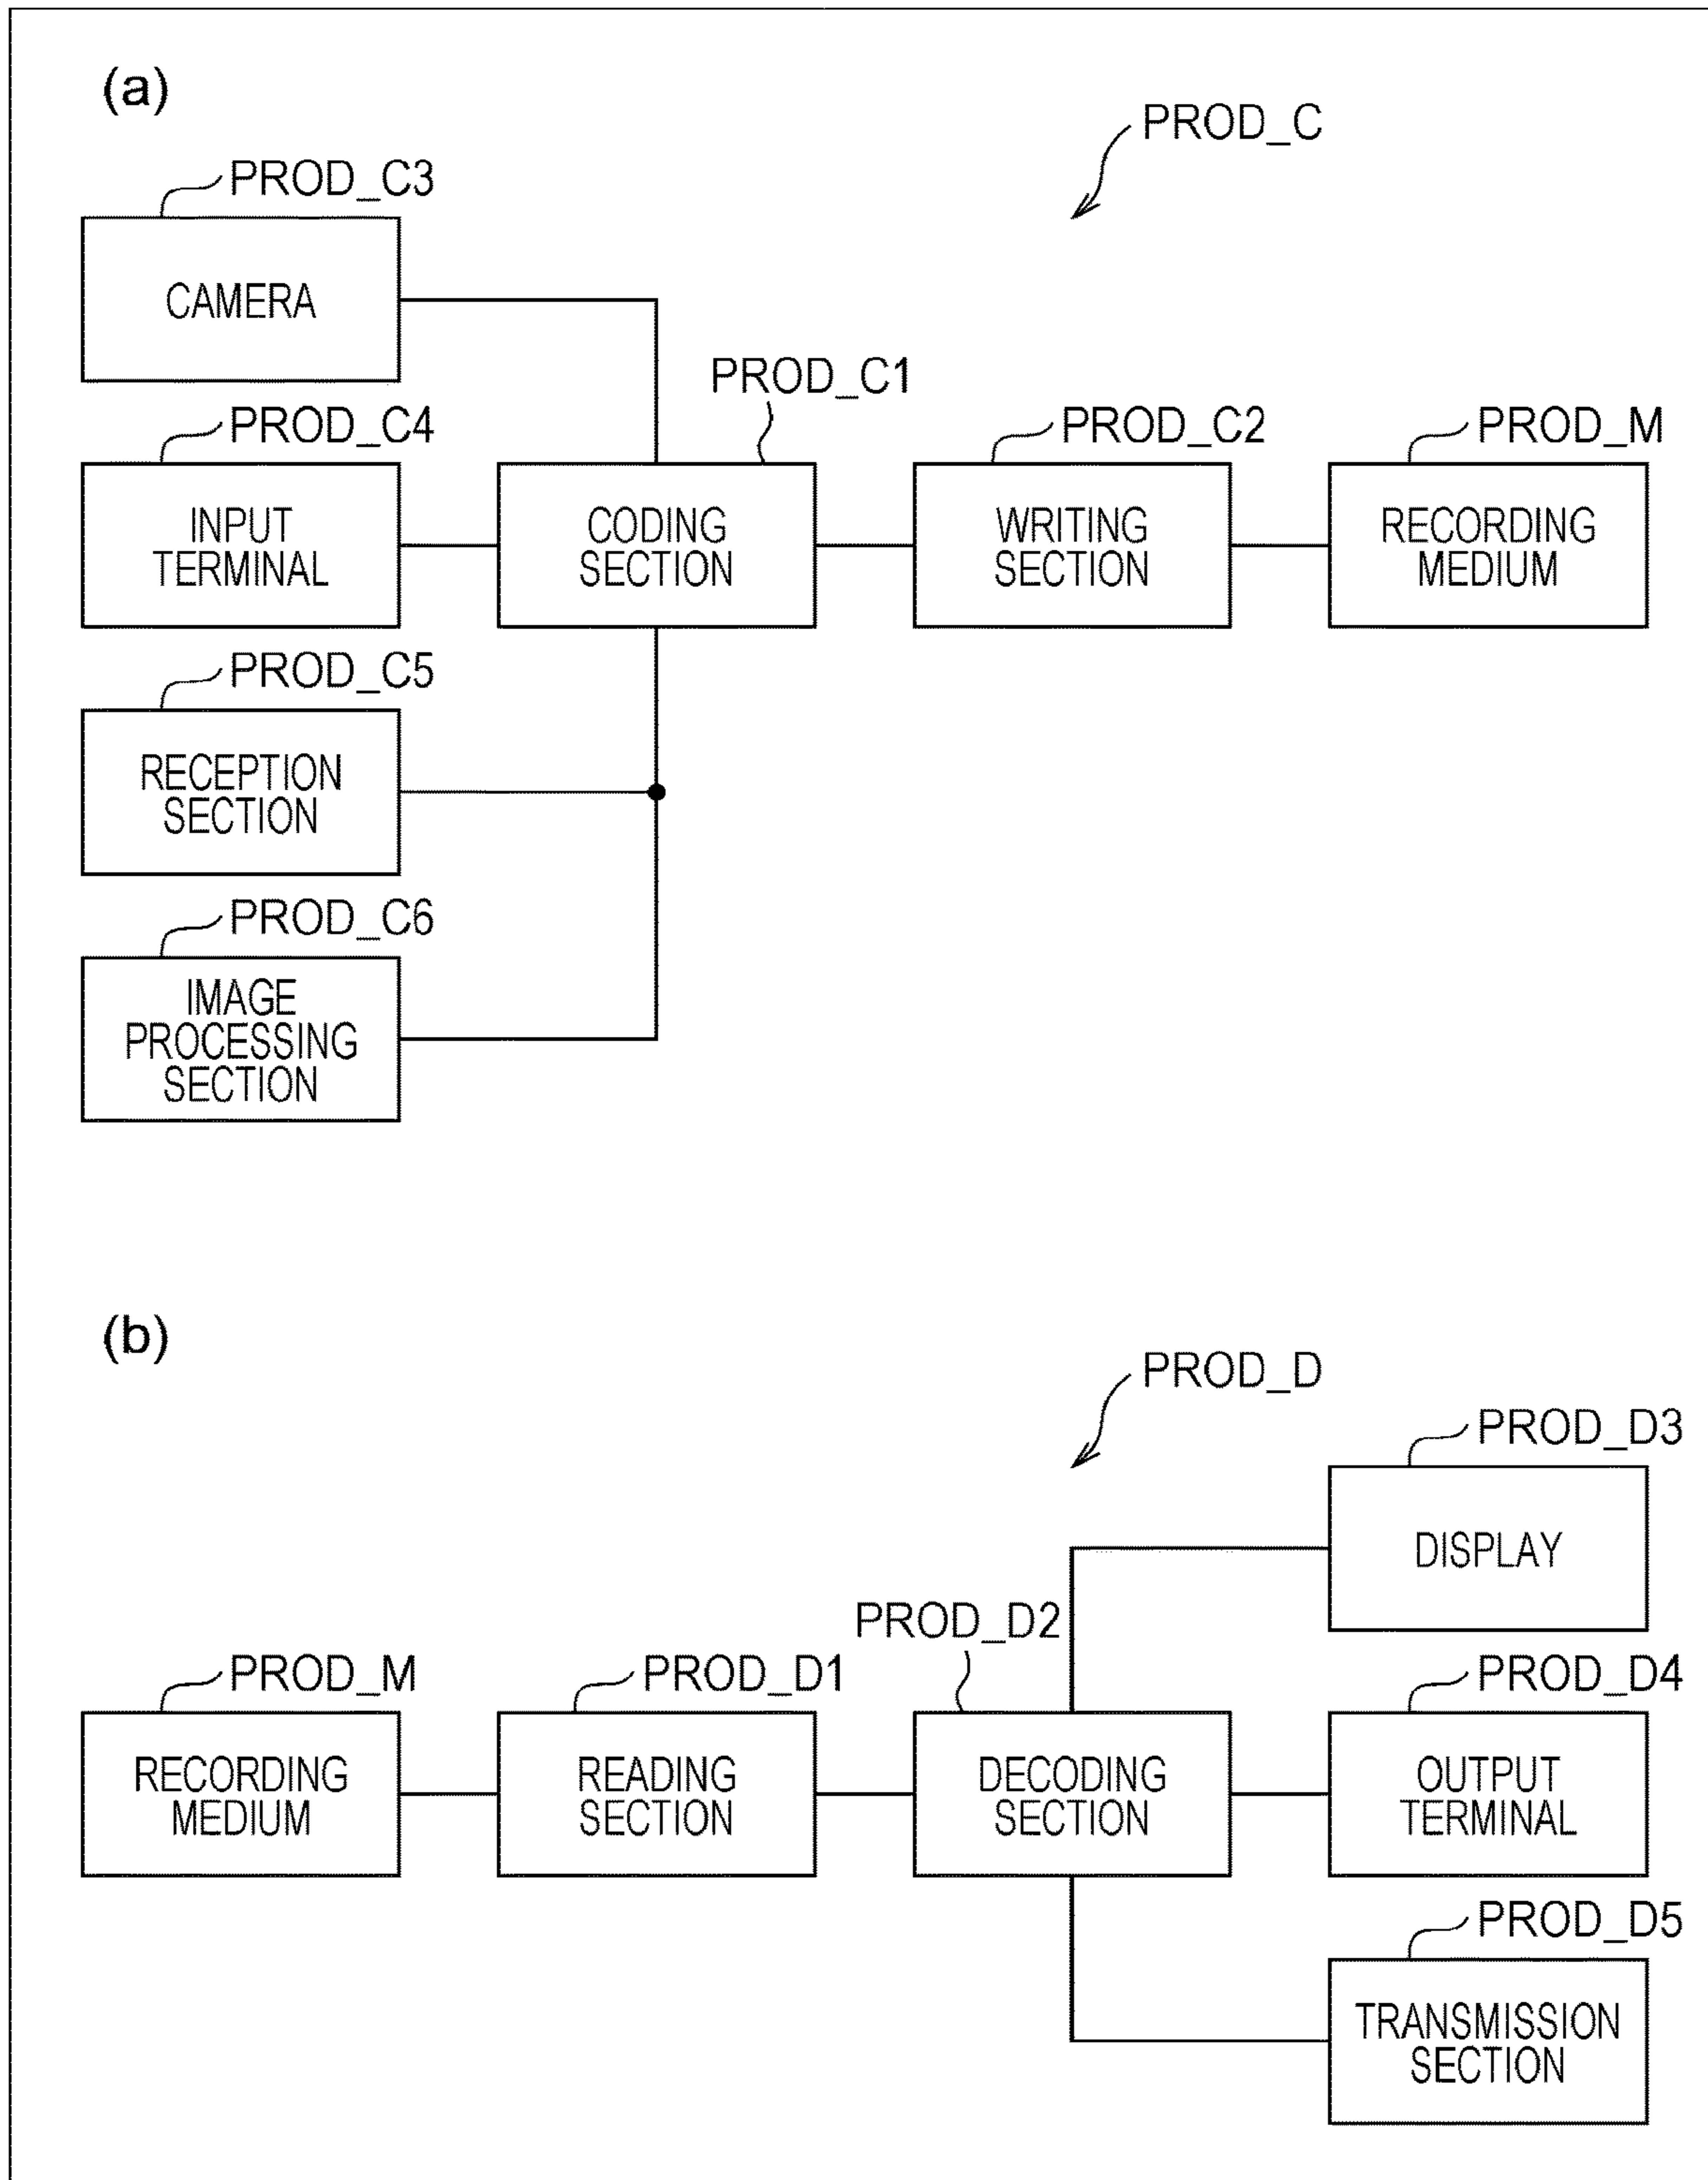 (a)
PROD_C
PROD_C3
CAMERA
PROD_C1
PROD_C4
PROD_C2
PROD_M
INPUT
TERMINAL
CODING
SECTION
WRITING
SECTION
RECORDING
MEDIUM
PROD_C5
RECEPTION
SECTION
PROD_C6
IMAGE
PROCESSING
SECTION
(b)
PROD_D
PROD_D3
DISPLAY
PROD_D2
PROD_M
PROD_D1
PROD_D4
RECORDING
MEDIUM
READING
SECTION
DECODING
SECTION
OUTPUT
TERMINAL
PROD_D5
TRANSMISSION
SECTION